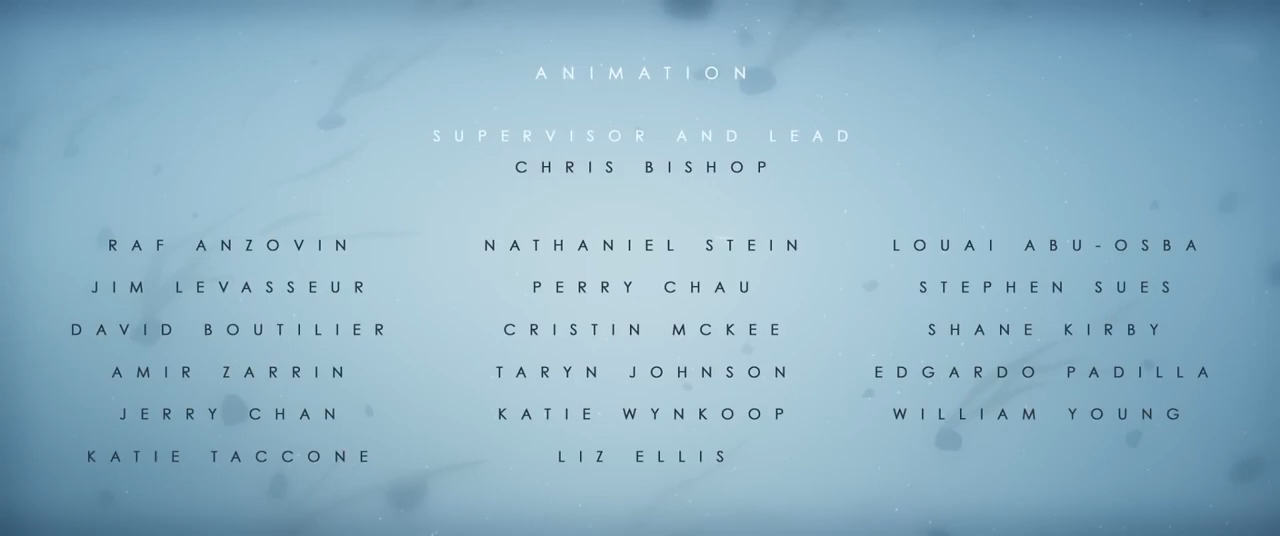 ANIMATION
SUPERVISOR AND LEAD
CHRIS BISHOP
RAF ANZOVIN NATHANIEL STEIN LOUAI ABU-OSBA
JIM LEVASSEUR PERRY CHAU STEPHEN SUES
DAVID BOUTILIER CRISTIN MCKEE SHANE KIRBY
AMIR ZARRIN TARYN JOHNSON EDGARDO PADILLA
JERRY CHAN KATIE WYNKOOP WILLIAM YOUNG
KATIE TACCONE LIZ ELLIS